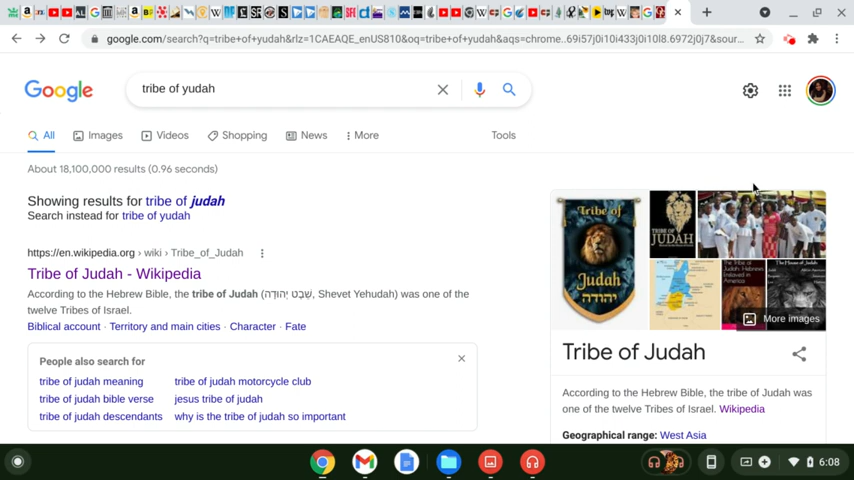 google.com/search?q=tribe+of+yudah&rlz=1CAEAQE_enUS810&oq=tribe+of+yudah&aqs=chrome..69i57j0i10i433j0i10l8.6972j0j7&sour...
Google
tribe of yudah
All
Images
Videos
Shopping
News
More
Tools
About 18,100,000 results (0.96 seconds)
Showing results for tribe of judah
Search instead for tribe of yudah
https://en.wikipedia.org › wiki › Tribe_of_Judah
Tribe of Judah - Wikipedia
According to the Hebrew Bible, the tribe of Judah (שֵׁבֶט יְהוּדָה, Shevet Yehudah) was one of the
twelve Tribes of Israel.
Biblical account · Territory and main cities · Character · Fate
People also search for
tribe of judah meaning
tribe of judah motorcycle club
tribe of judah bible verse
jesus tribe of judah
tribe of judah descendants
why is the tribe of judah so important
Tribe of
Judah
יהודה
TRIBE OF
JUDAH
More images
Tribe of Judah
According to the Hebrew Bible, the tribe of Judah was
one of the twelve Tribes of Israel. Wikipedia
Geographical range: West Asia
6:08